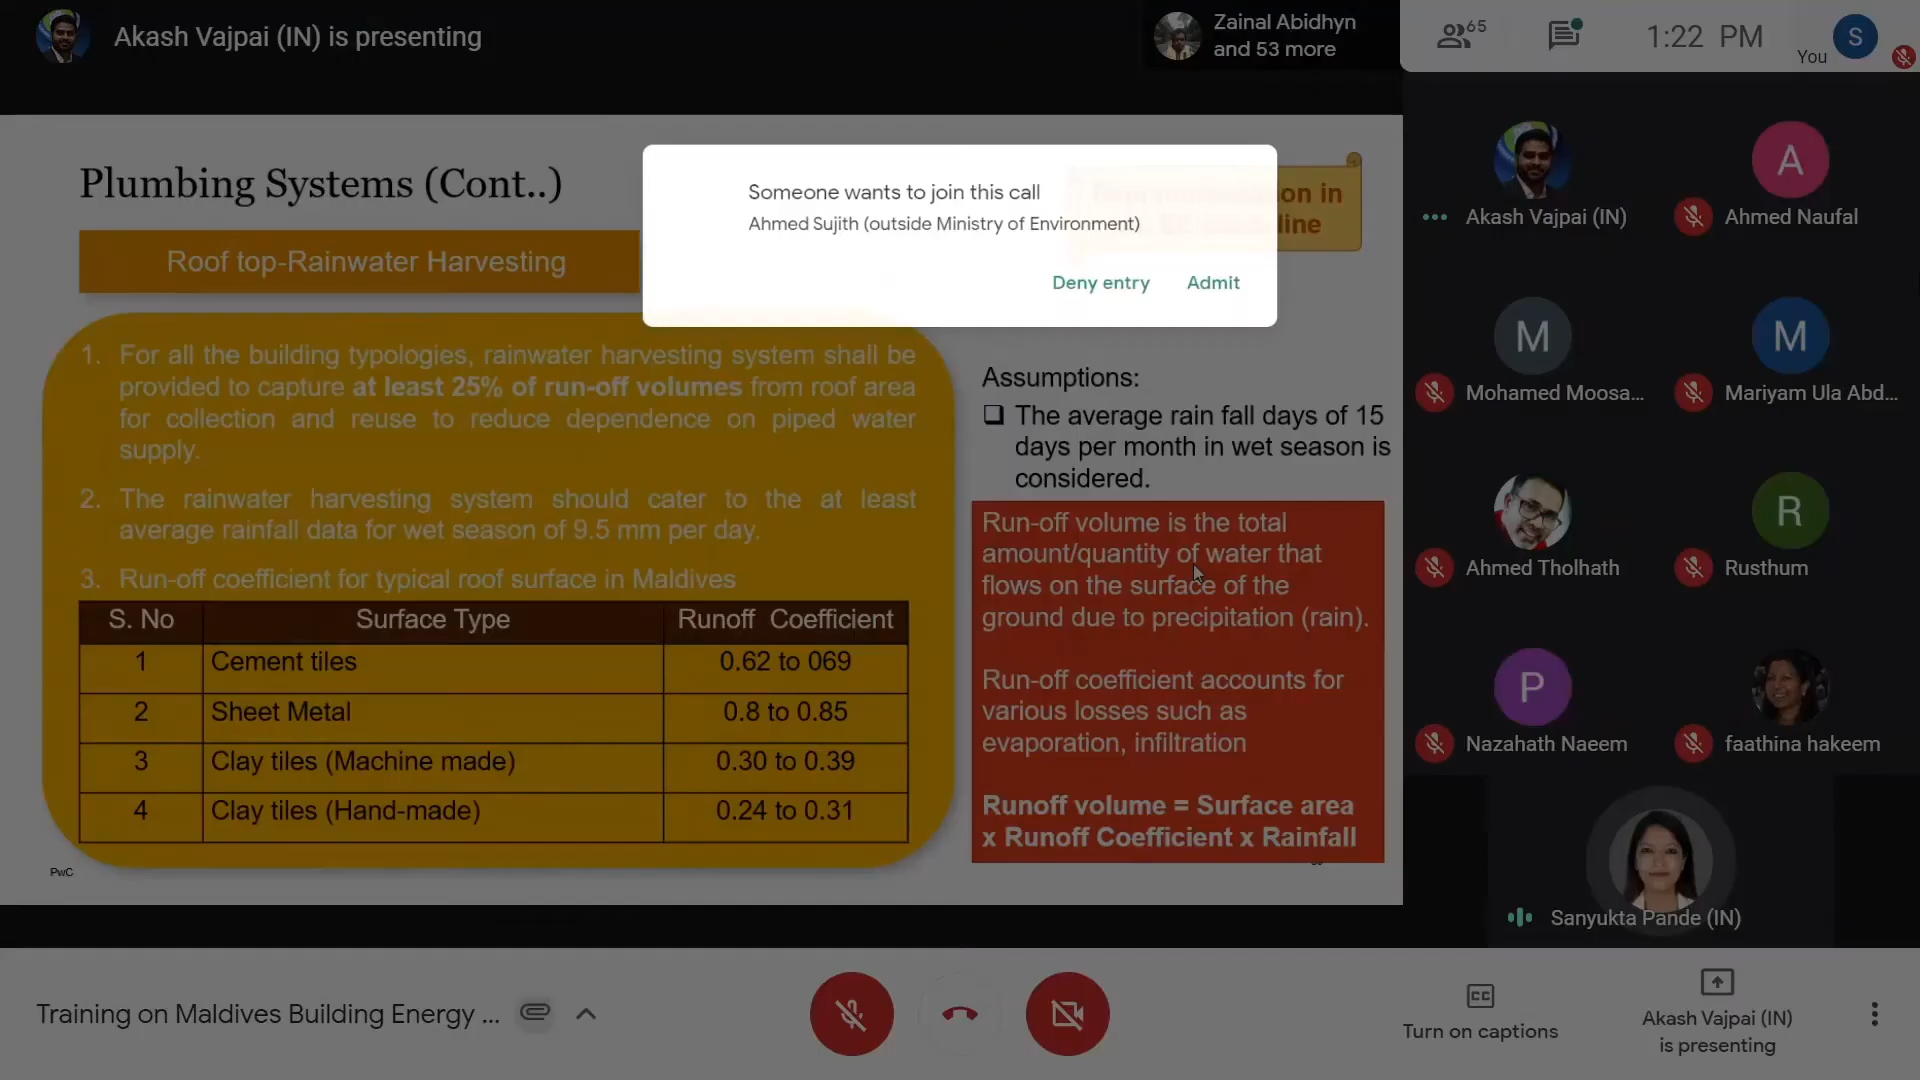 Akash Vajpai (IN) is presenting
Zainal Abidhyn
and 53 more
65
1:22 PM
You
S
Plumbing Systems (Cont..)
Someone wants to join this call
Ahmed Sujith (outside Ministry of Environment)
Deny entry
Admit
on in
line
Roof top-Rainwater Harvesting
1. For all the building typologies, rainwater harvesting system shall be
provided to capture at least 25% of run-off volumes from roof area
for collection and reuse to reduce dependence on piped water
supply.
2. The rainwater harvesting system should cater to the at least
average rainfall data for wet season of 9.5 mm per day.
3. Run-off coefficient for typical roof surface in Maldives
S. No Surface Type Runoff Coefficient
1 Cement tiles 0.62 to 069
2 Sheet Metal 0.8 to 0.85
3 Clay tiles (Machine made) 0.30 to 0.39
4 Clay tiles (Hand-made) 0.24 to 0.31
PwC
Assumptions:
The average rain fall days of 15
days per month in wet season is
considered.
Run-off volume is the total
amount/quantity of water that
flows on the surface of the
ground due to precipitation (rain).
Run-off coefficient accounts for
various losses such as
evaporation, infiltration
Runoff volume = Surface area
x Runoff Coefficient x Rainfall
Akash Vajpai (IN)
A
Ahmed Naufal
M
Mohamed Moosa...
M
Mariyam Ula Abd...
Ahmed Tholhath
R
Rusthum
P
Nazahath Naeem
faathina hakeem
Sanyukta Pande (IN)
Training on Maldives Building Energy ...
CC
Turn on captions
Akash Vajpai (IN)
is presenting